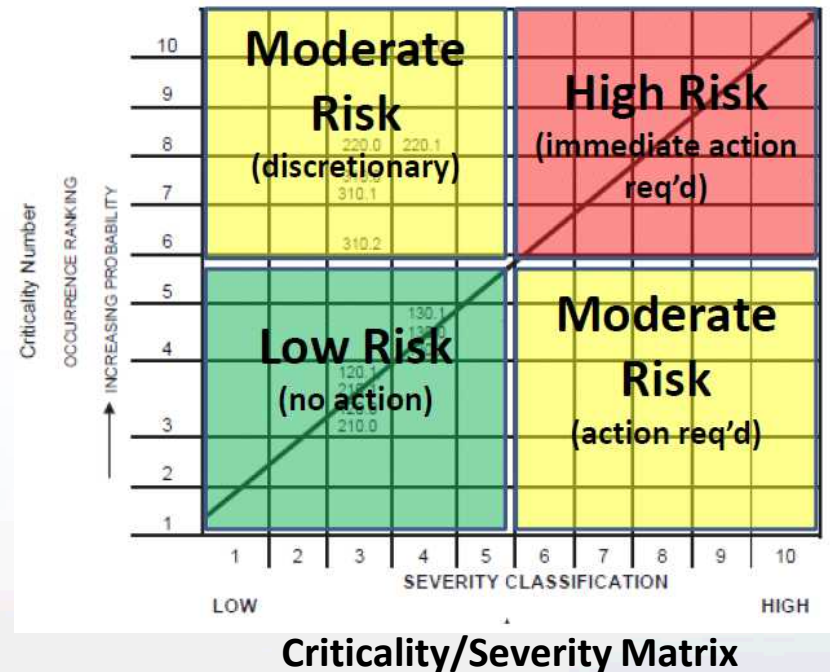 Criticality Number
OCCURRENCE RANKING
INCREASING PROBABILITY
10
9
8
7
6
5
4
3
2
1
Moderate
Risk
(discretionary)
220.0 220.1
310.1
310.2
High Risk
(immediate action
req'd)
Low Risk
(no action)
130.1
120.1
210.0
Moderate
Risk
(action req'd)
1 2 3 4 5 6 7 8 9 10
SEVERITY CLASSIFICATION
LOW HIGH
Criticality/Severity Matrix